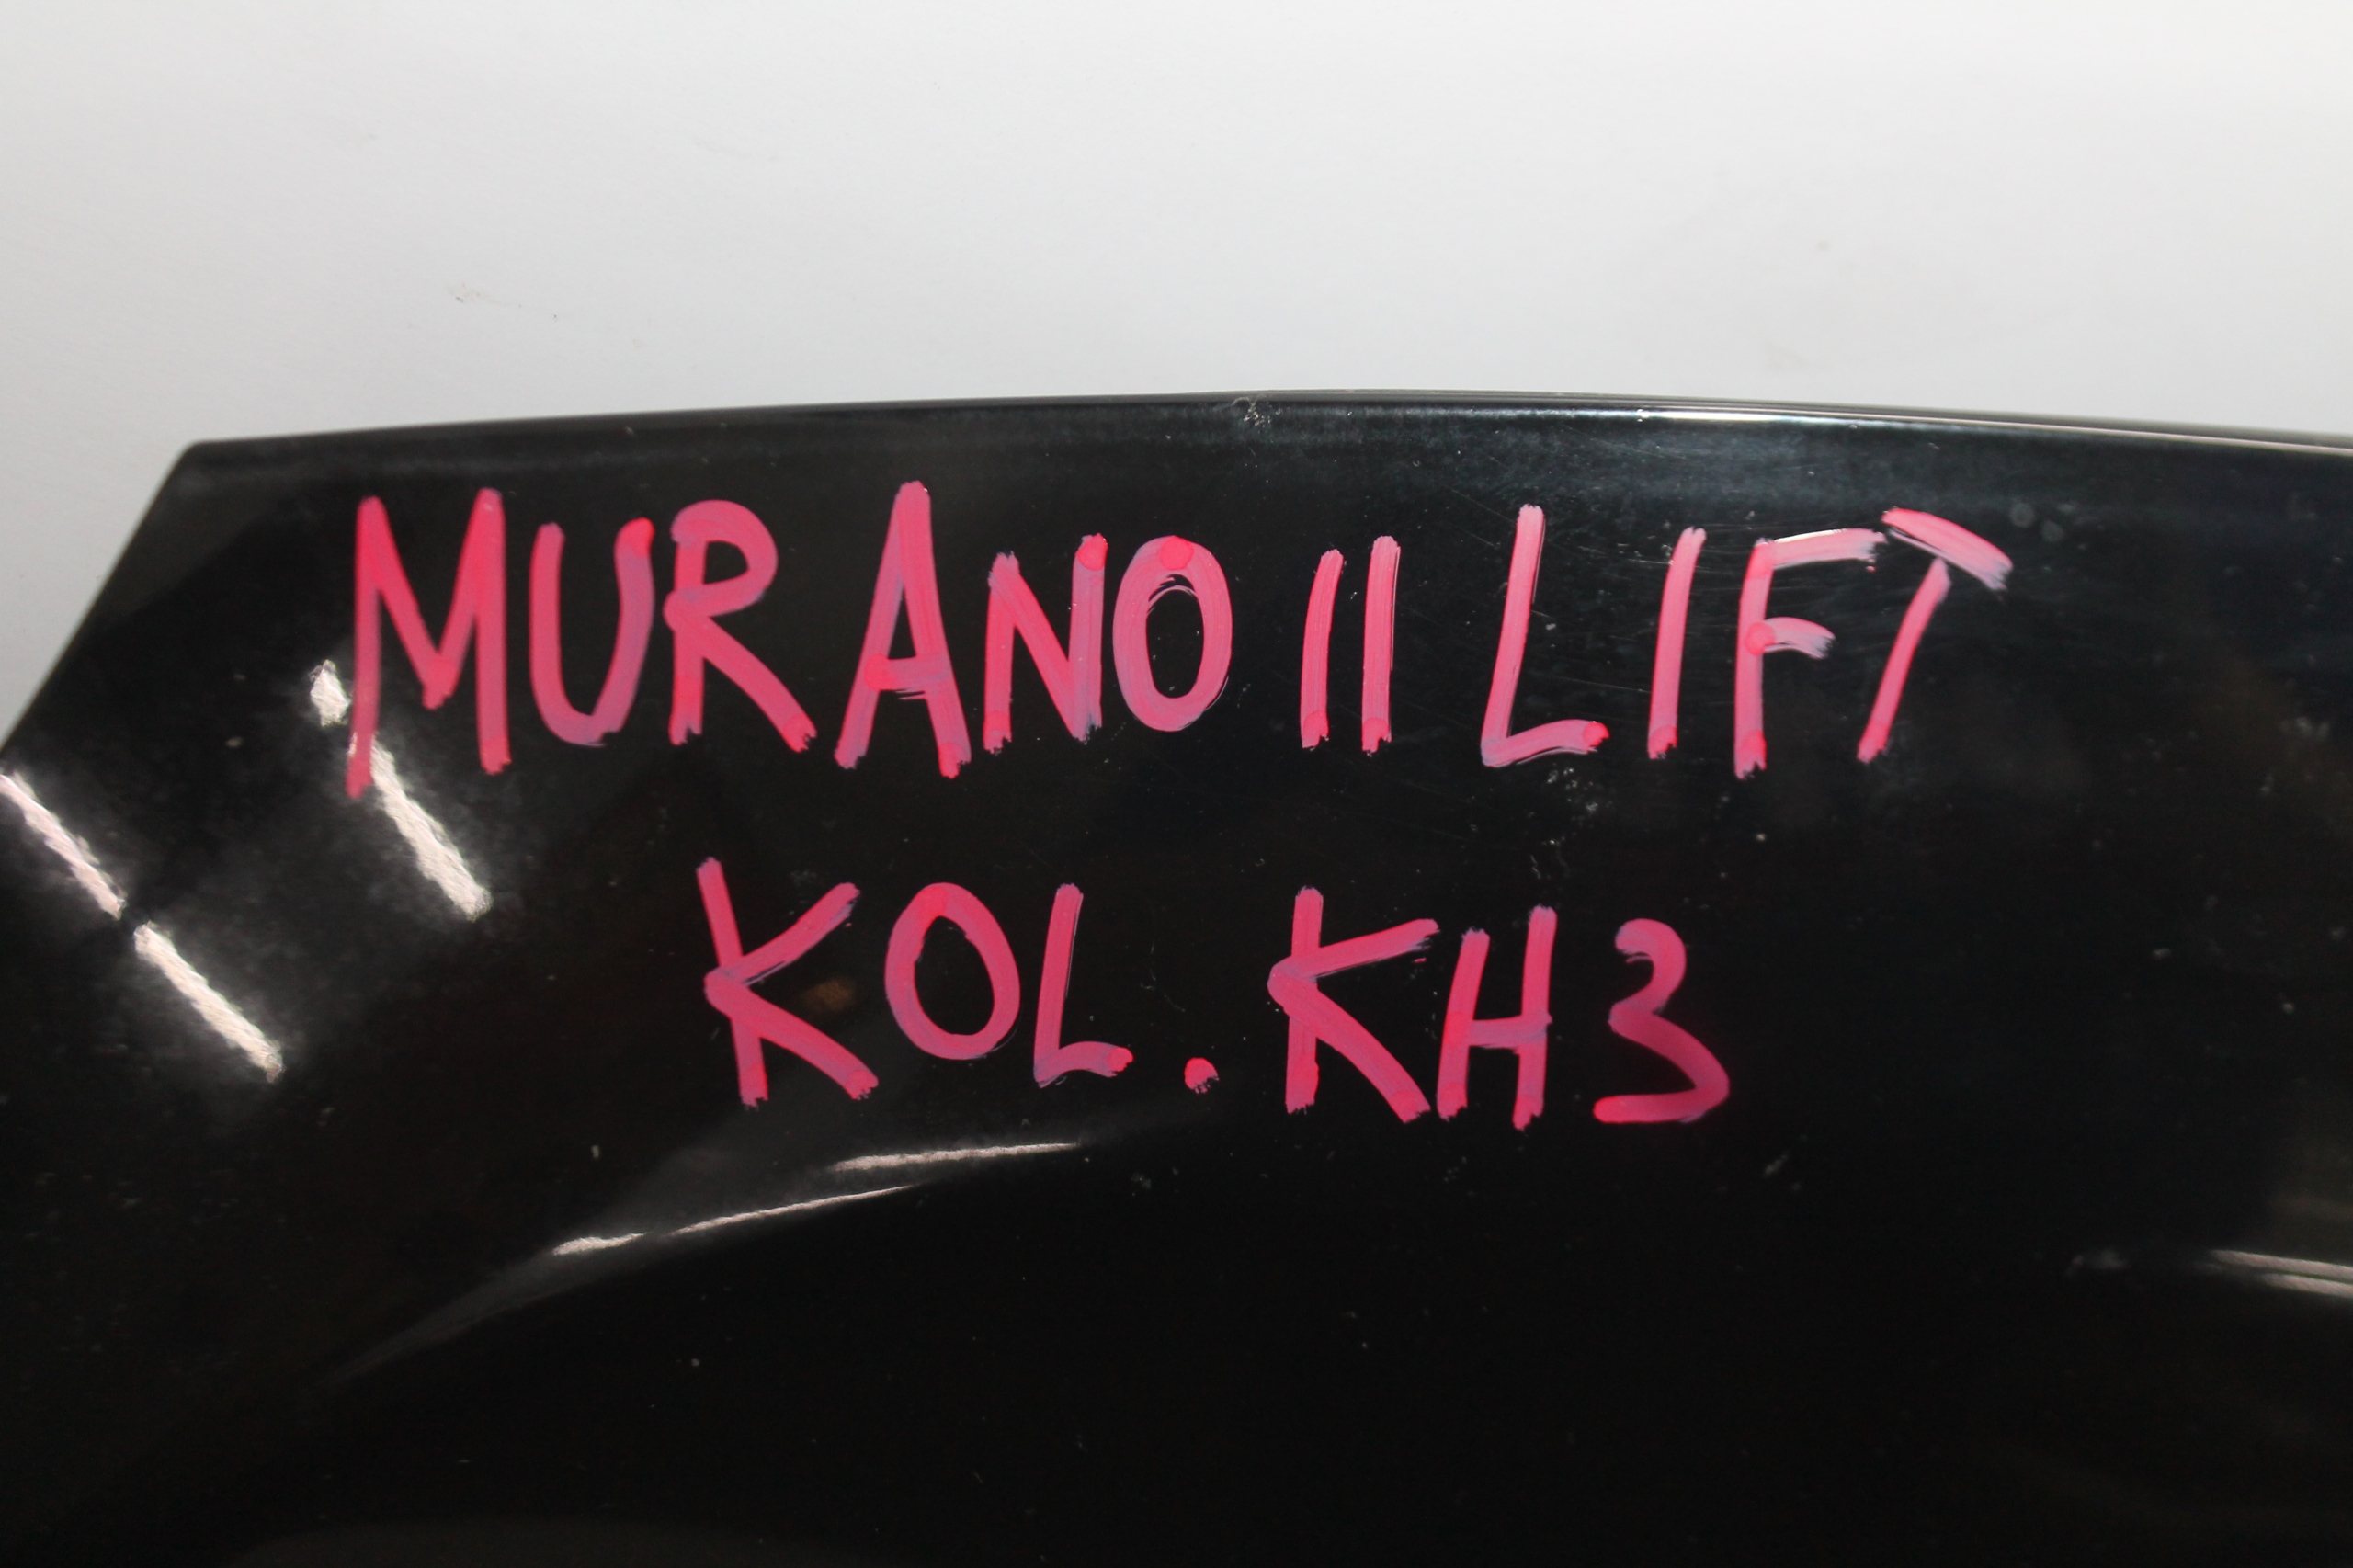 MURANO II LIFT
KOL. KH3